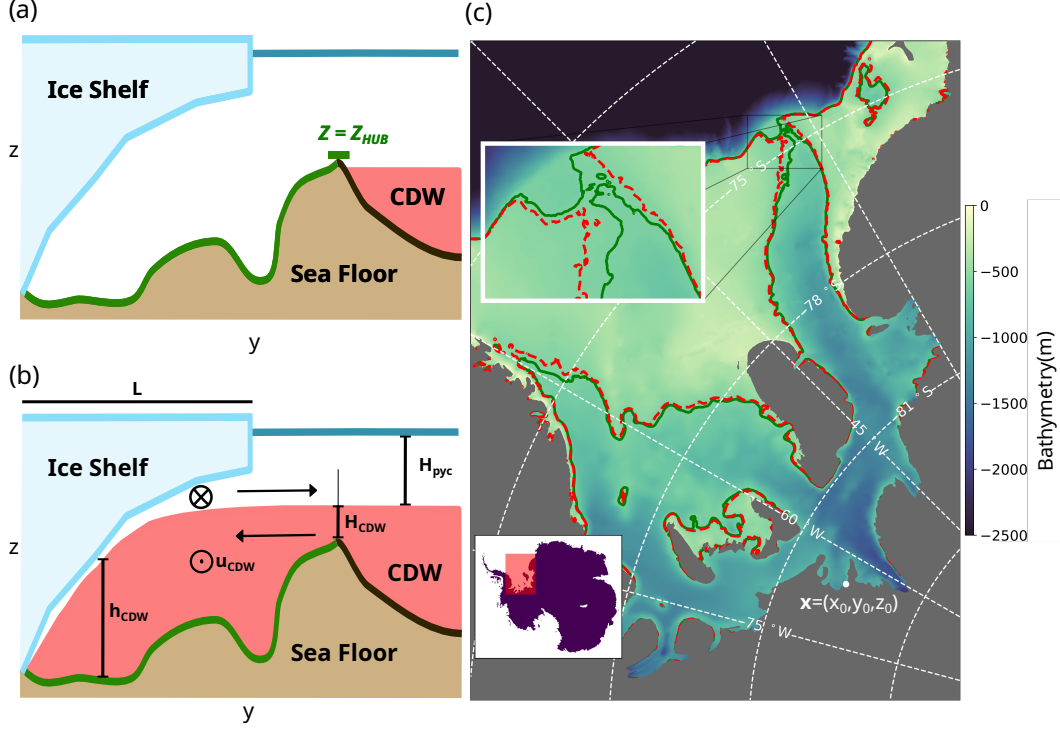 (a)
Ice Shelf
Z = Z_HUB
CDW
Sea Floor
z
y
(b)
L
Ice Shelf
H_pyc
H_CDW
u_CDW
CDW
h_CDW
Sea Floor
z
y
(c)
75°S
78°S
81°S
45°W
60°W
75°W
x=(x₀,y₀,z₀)
0
−500
−1000
−1500
−2000
−2500
Bathymetry(m)